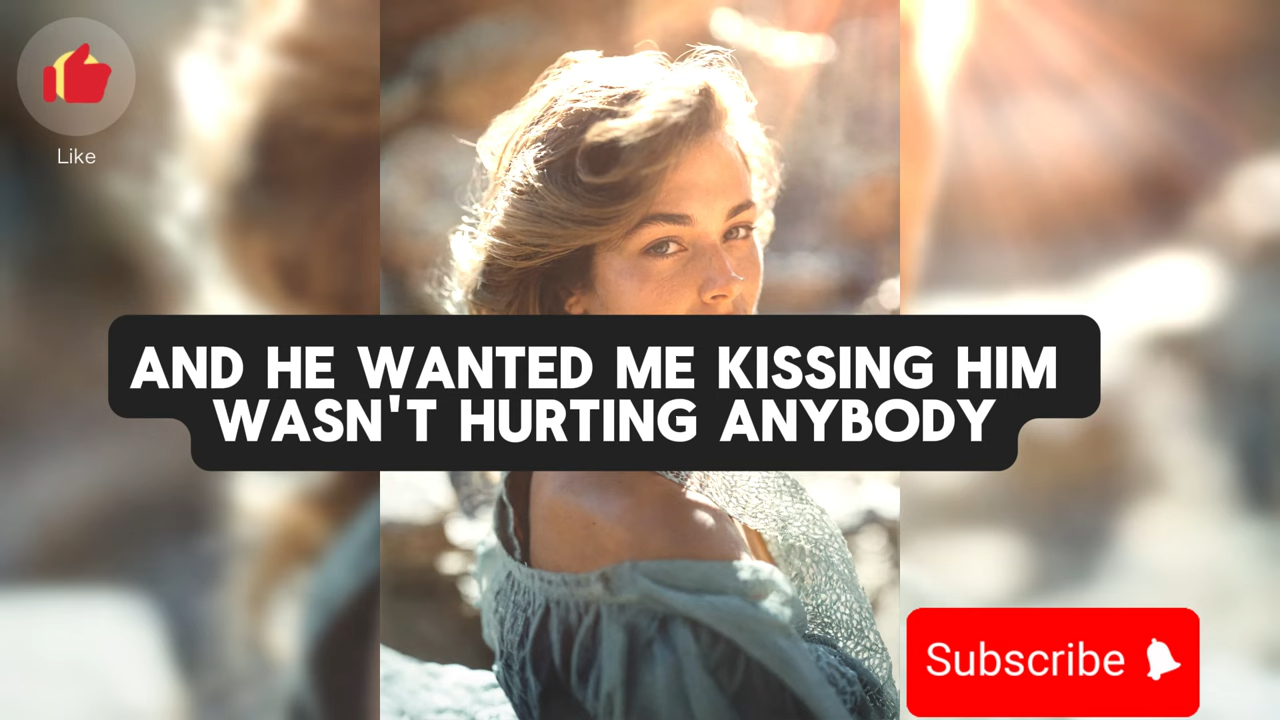 Like
AND HE WANTED ME KISSING HIM
WASN'T HURTING ANYBODY
Subscribe